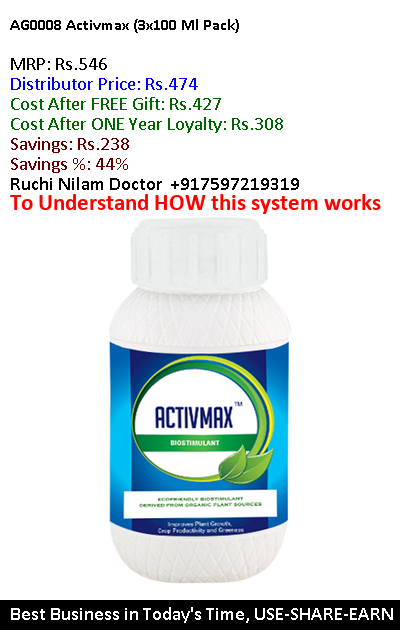 AG0008 Activmax (3x100 Ml Pack)
MRP: Rs.546
Distributor Price: Rs.474
Cost After FREE Gift: Rs.427
Cost After ONE Year Loyalty: Rs.308
Savings: Rs.238
Savings %: 44%
Ruchi Nilam Doctor +917597219319
To Understand HOW this system works
ACTIVMAX™
BIOSTIMULANT
ECOFRIENDLY BIOSTIMULANT
DERIVED FROM ORGANIC PLANT SOURCES
Improves Plant Growth,
Crop Productivity and Greeness
Best Business in Today's Time, USE-SHARE-EARN